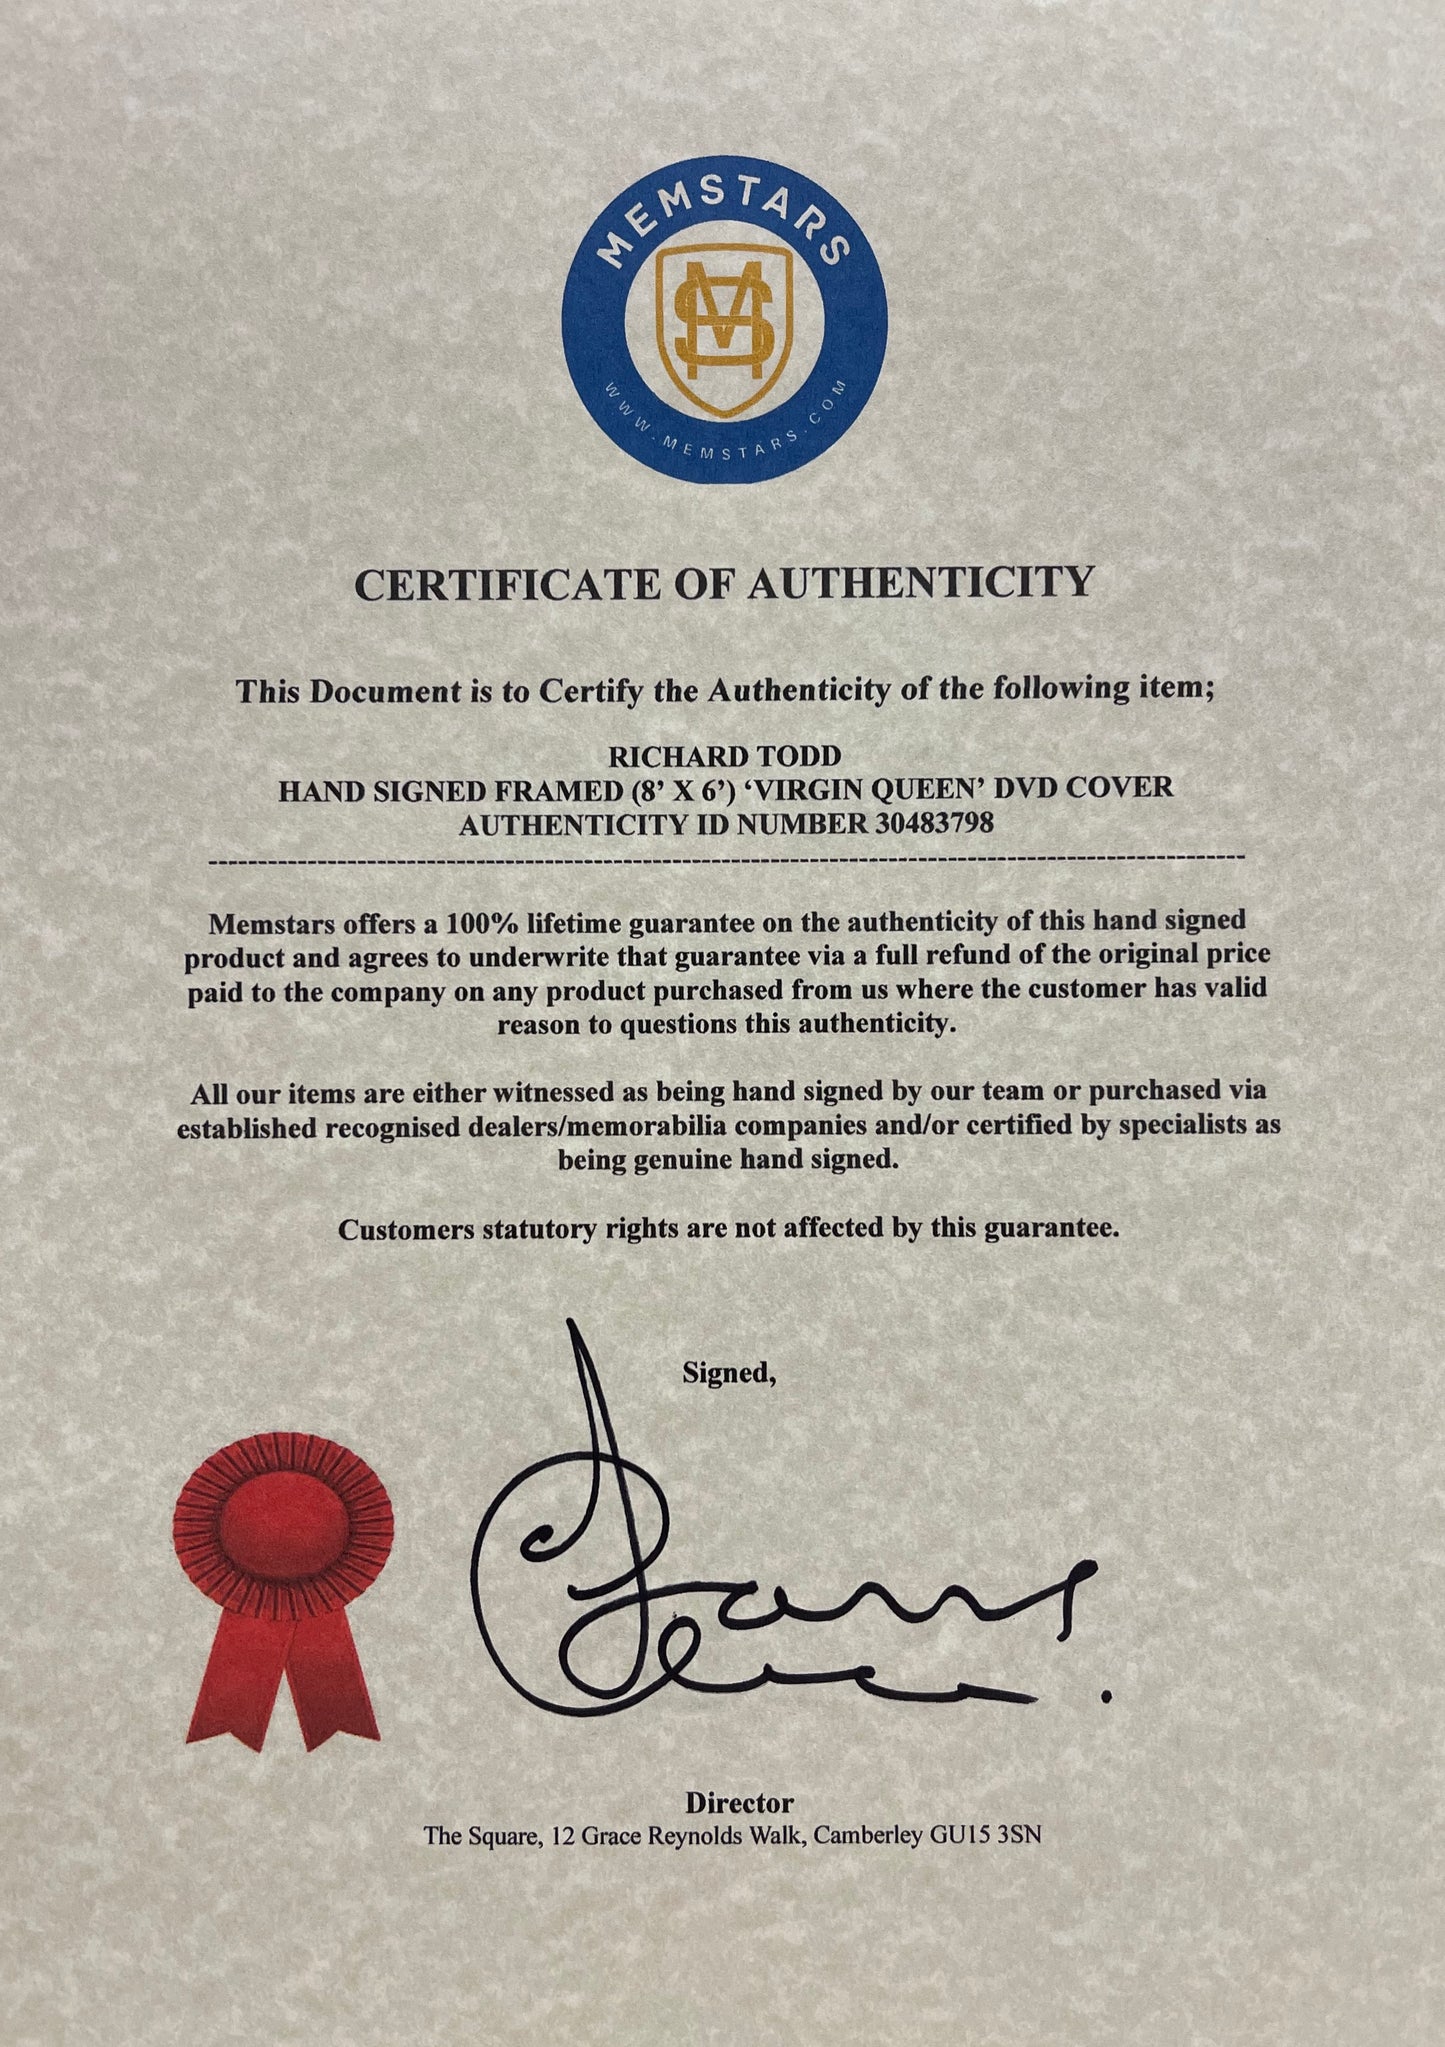 MEMSTARS
WWW.MEMSTARS.COM
CERTIFICATE OF AUTHENTICITY
This Document is to Certify the Authenticity of the following item;
RICHARD TODD
HAND SIGNED FRAMED (8’ X 6’) ‘VIRGIN QUEEN’ DVD COVER
AUTHENTICITY ID NUMBER 30483798
Memstars offers a 100% lifetime guarantee on the authenticity of this hand signed
product and agrees to underwrite that guarantee via a full refund of the original price
paid to the company on any product purchased from us where the customer has valid
reason to questions this authenticity.
All our items are either witnessed as being hand signed by our team or purchased via
established recognised dealers/memorabilia companies and/or certified by specialists as
being genuine hand signed.
Customers statutory rights are not affected by this guarantee.
Signed,
Director
The Square, 12 Grace Reynolds Walk, Camberley GU15 3SN